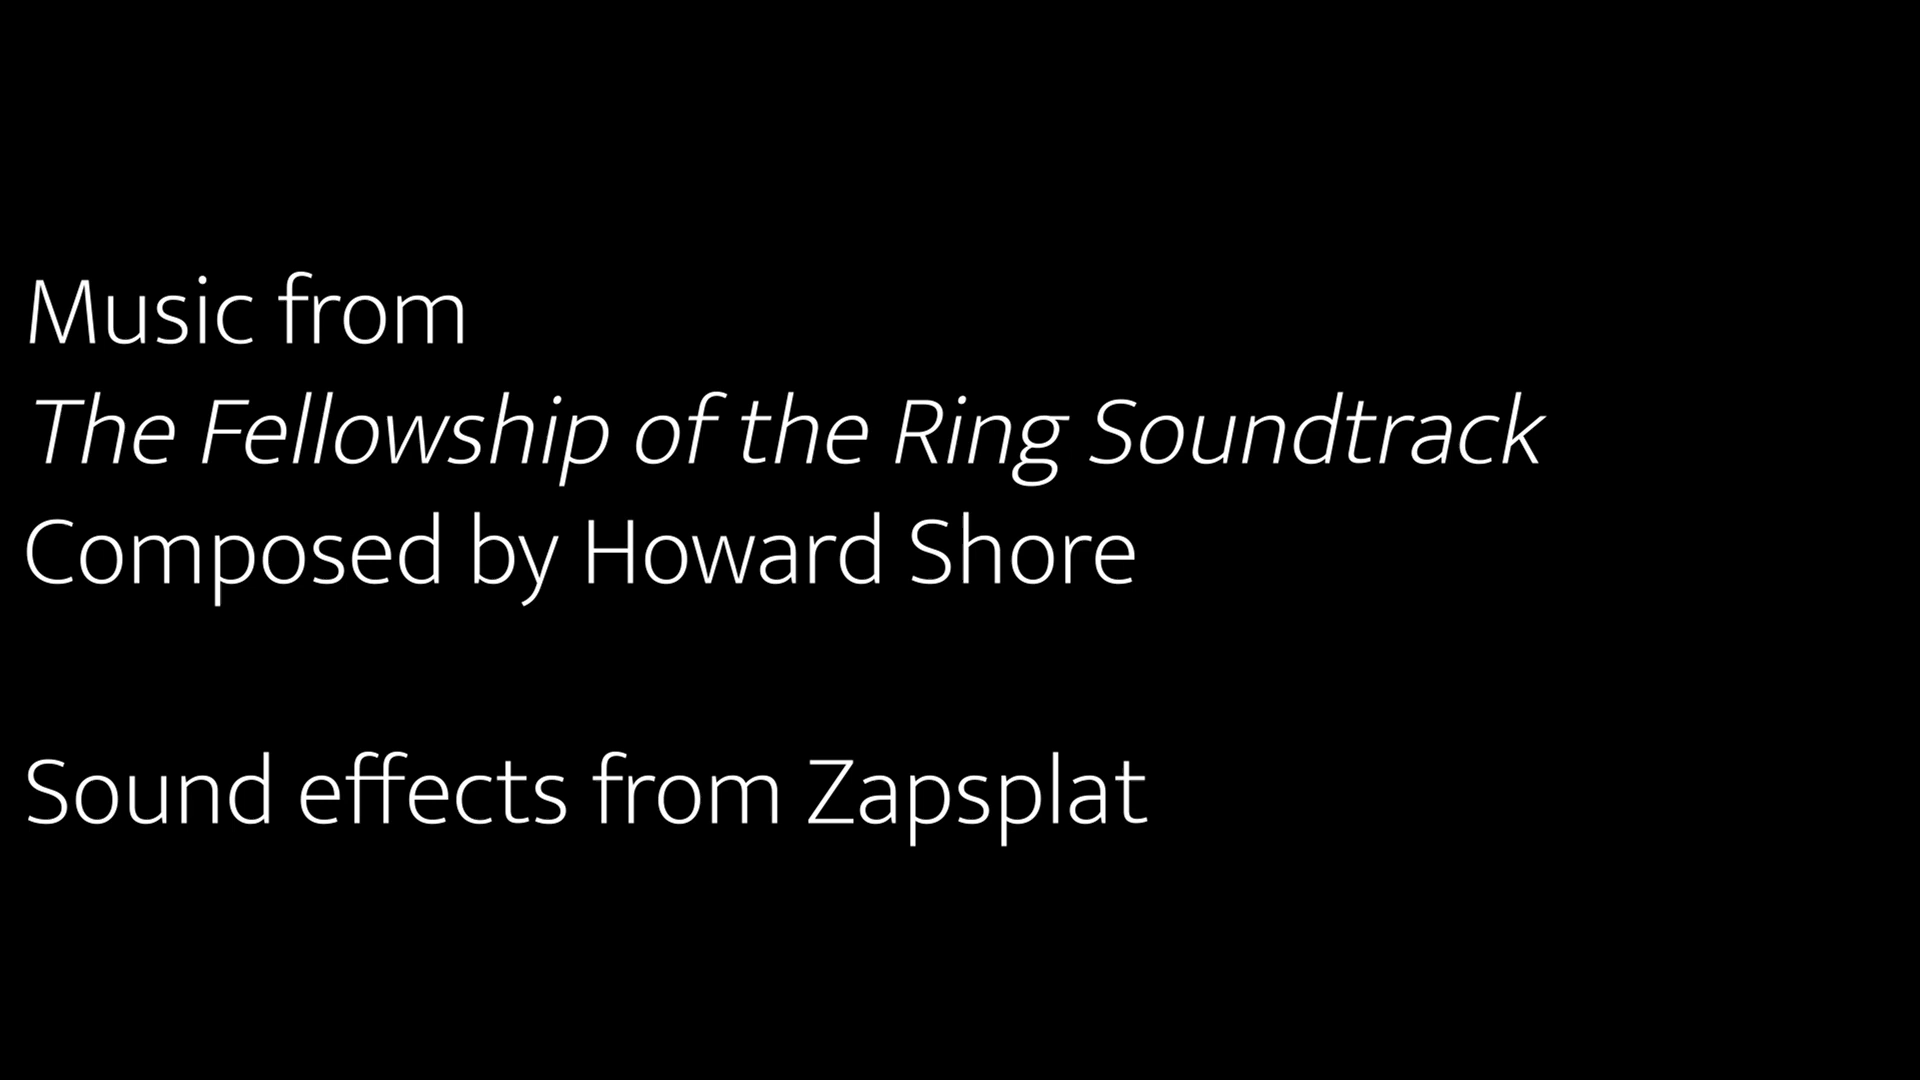 Music from
The Fellowship of the Ring Soundtrack
Composed by Howard Shore
Sound effects from Zapsplat